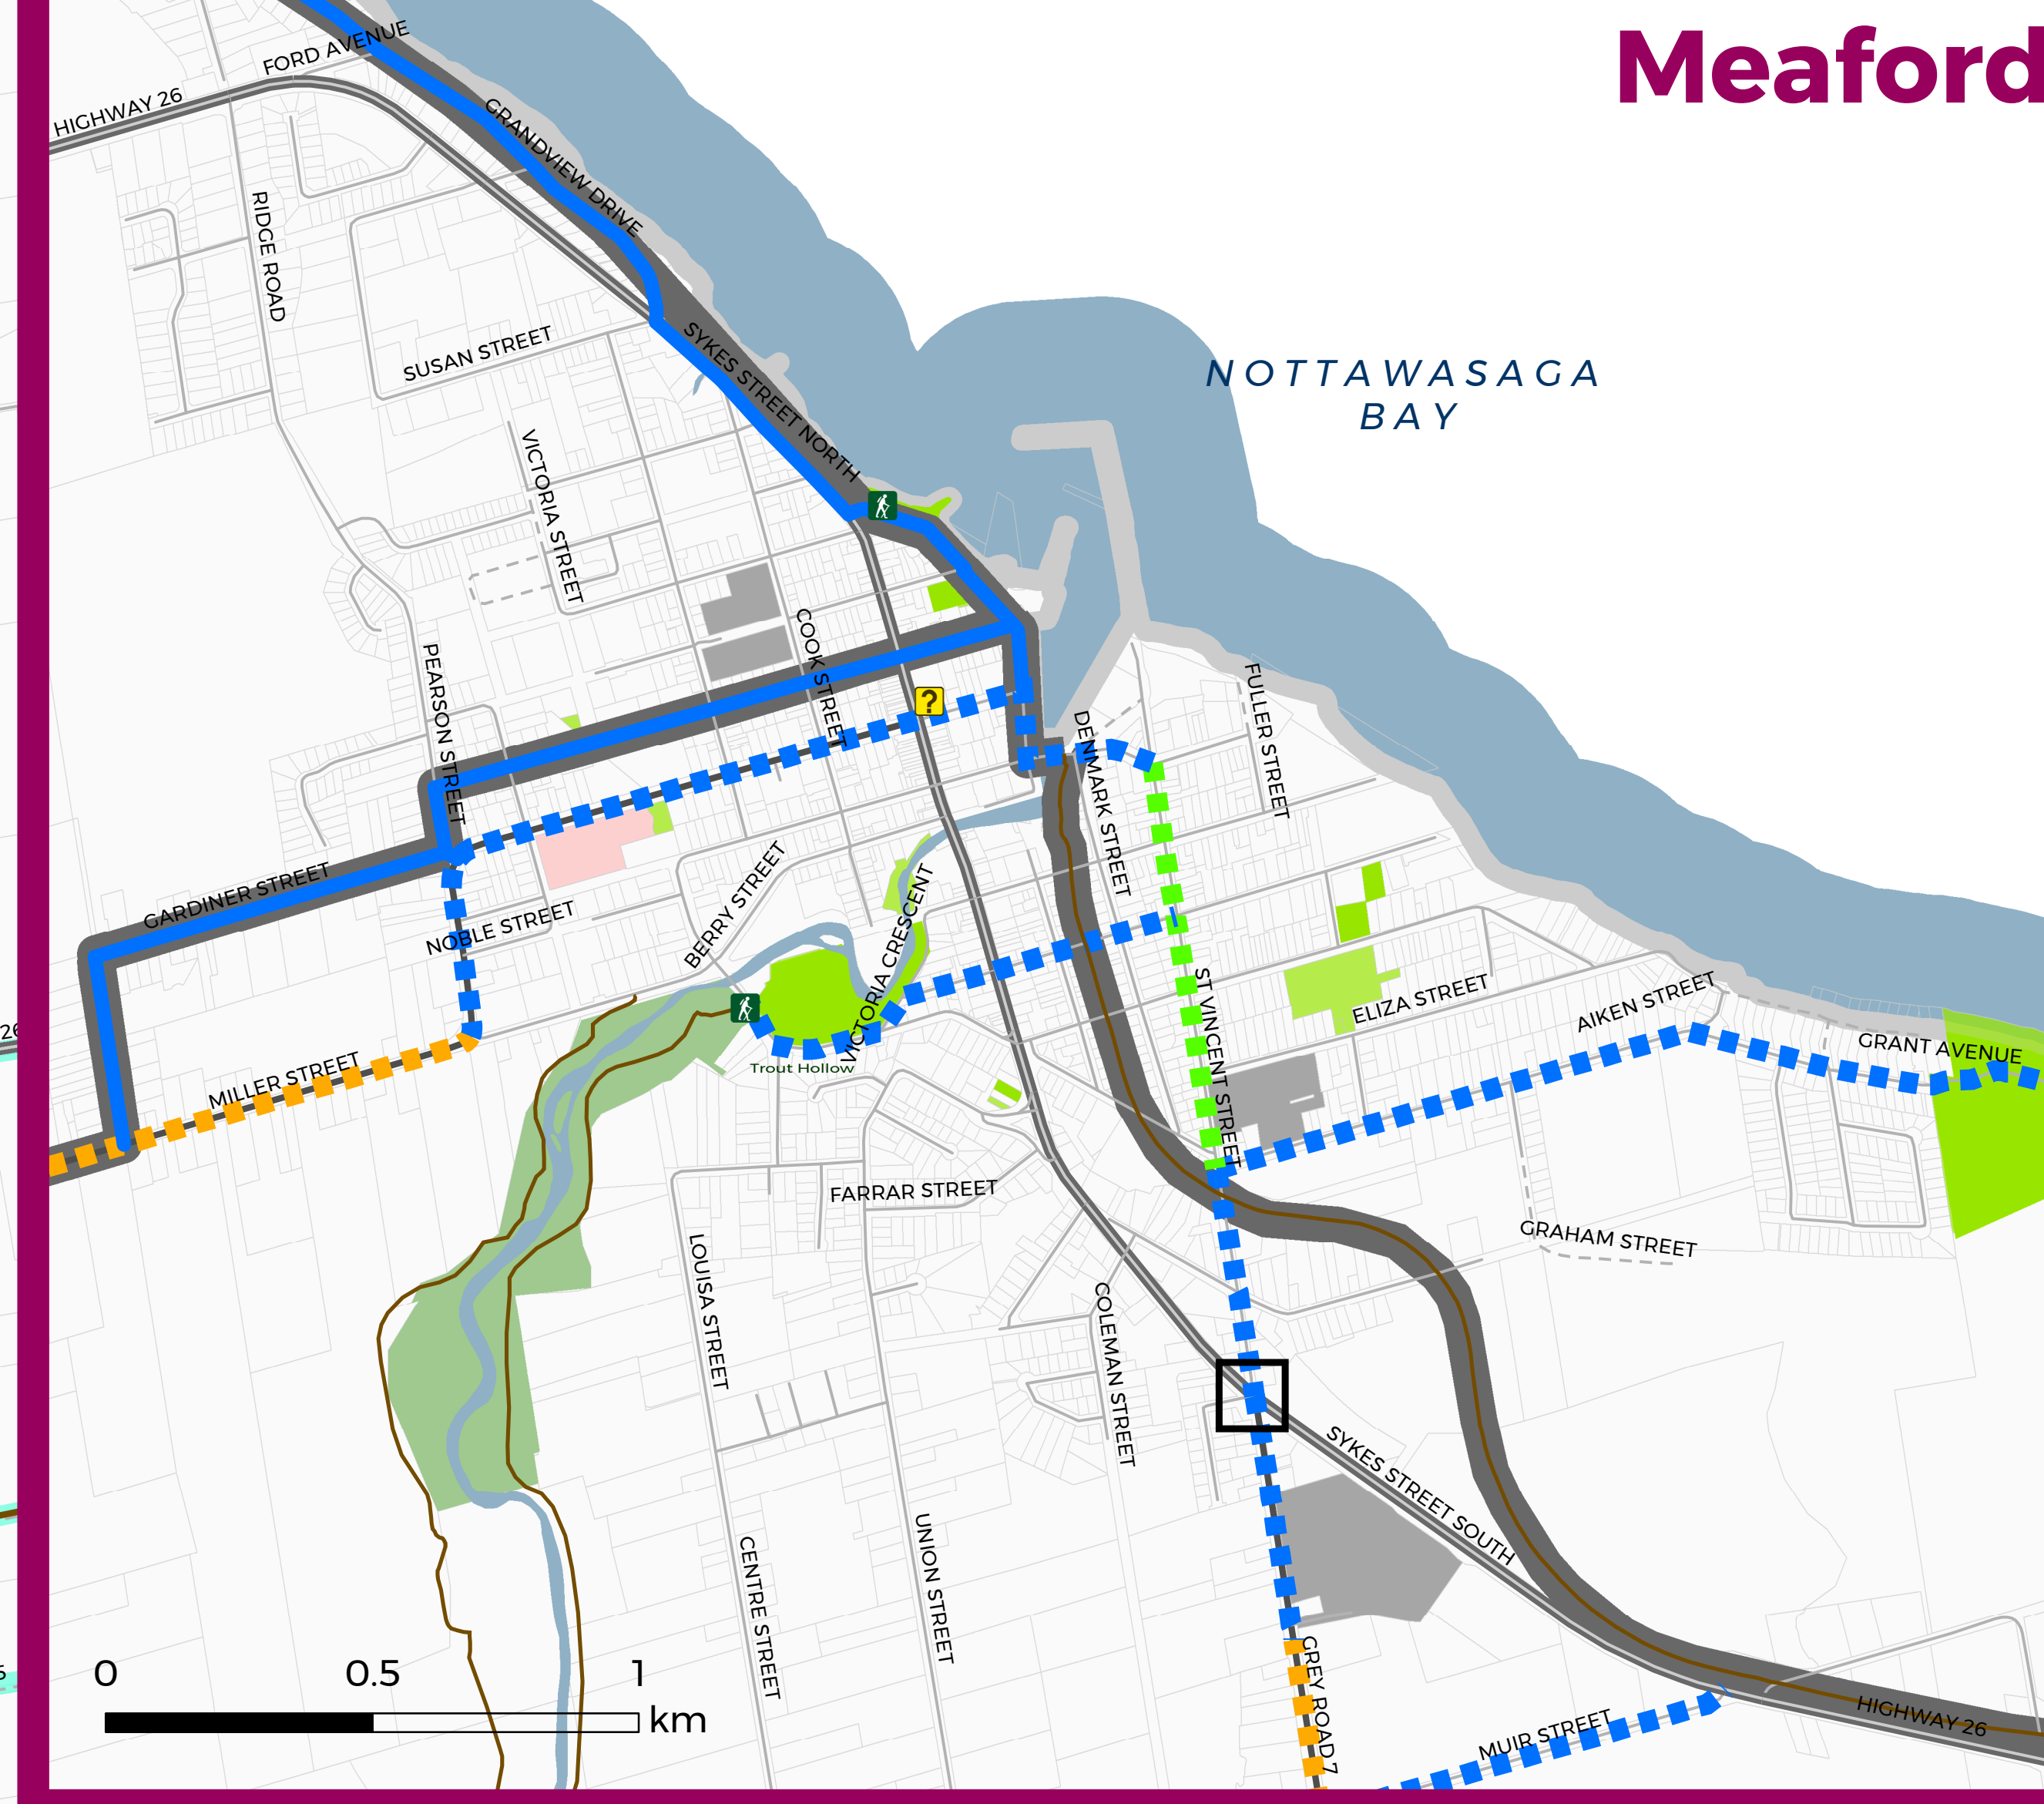 Meaford
FORD AVENUE
HIGHWAY 26
GRANDVIEW DRIVE
RIDGE ROAD
SUSAN STREET
SYKES STREET NORTH
NOTTAWASAGA
BAY
VICTORIA STREET
COOK STREET
PEARSON STREET
?
FULLER STREET
DENMARK STREET
GARDINER STREET
NOBLE STREET
BERRY STREET
VICTORIA CRESCENT
ST VINCENT STREET
ELIZA STREET
AIKEN STREET
GRANT AVENUE
26
MILLER STREET
Trout Hollow
FARRAR STREET
GRAHAM STREET
LOUISA STREET
COLEMAN STREET
SYKES STREET SOUTH
UNION STREET
CENTRE STREET
GREY ROAD 7
MUIR STREET
HIGHWAY 26
0 0.5 1
km